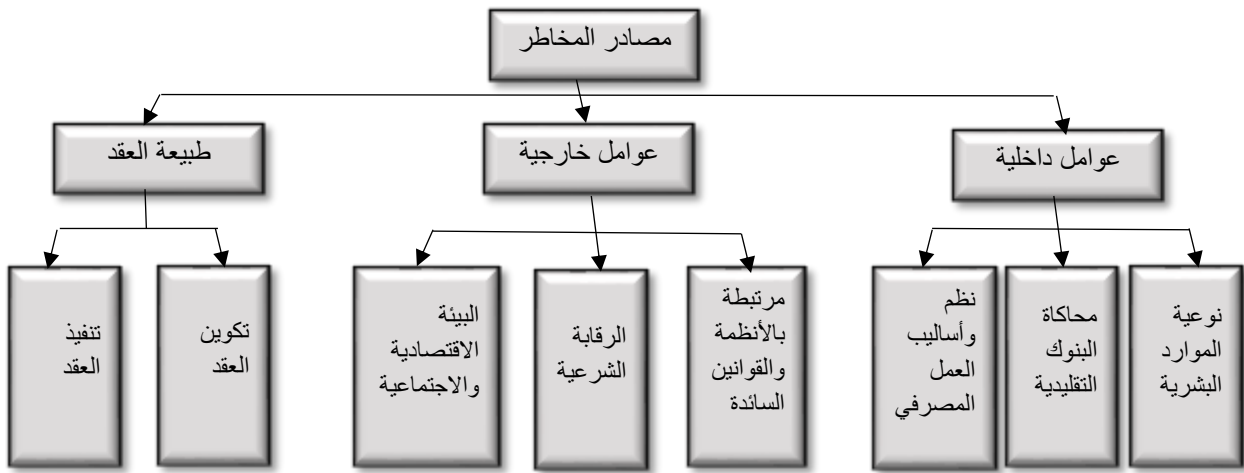 مصادر المخاطر
عوامل داخلية
عوامل خارجية
طبيعة العقد
نوعية
الموارد
البشرية
محاكاة
البنوك
التقليدية
نظم
وأساليب
العمل
المصرفي
مرتبطة
بالأنظمة
والقوانين
السائدة
الرقابة
الشرعية
البيئة
الاقتصادية
والاجتماعية
تكوين
العقد
تنفيذ
العقد